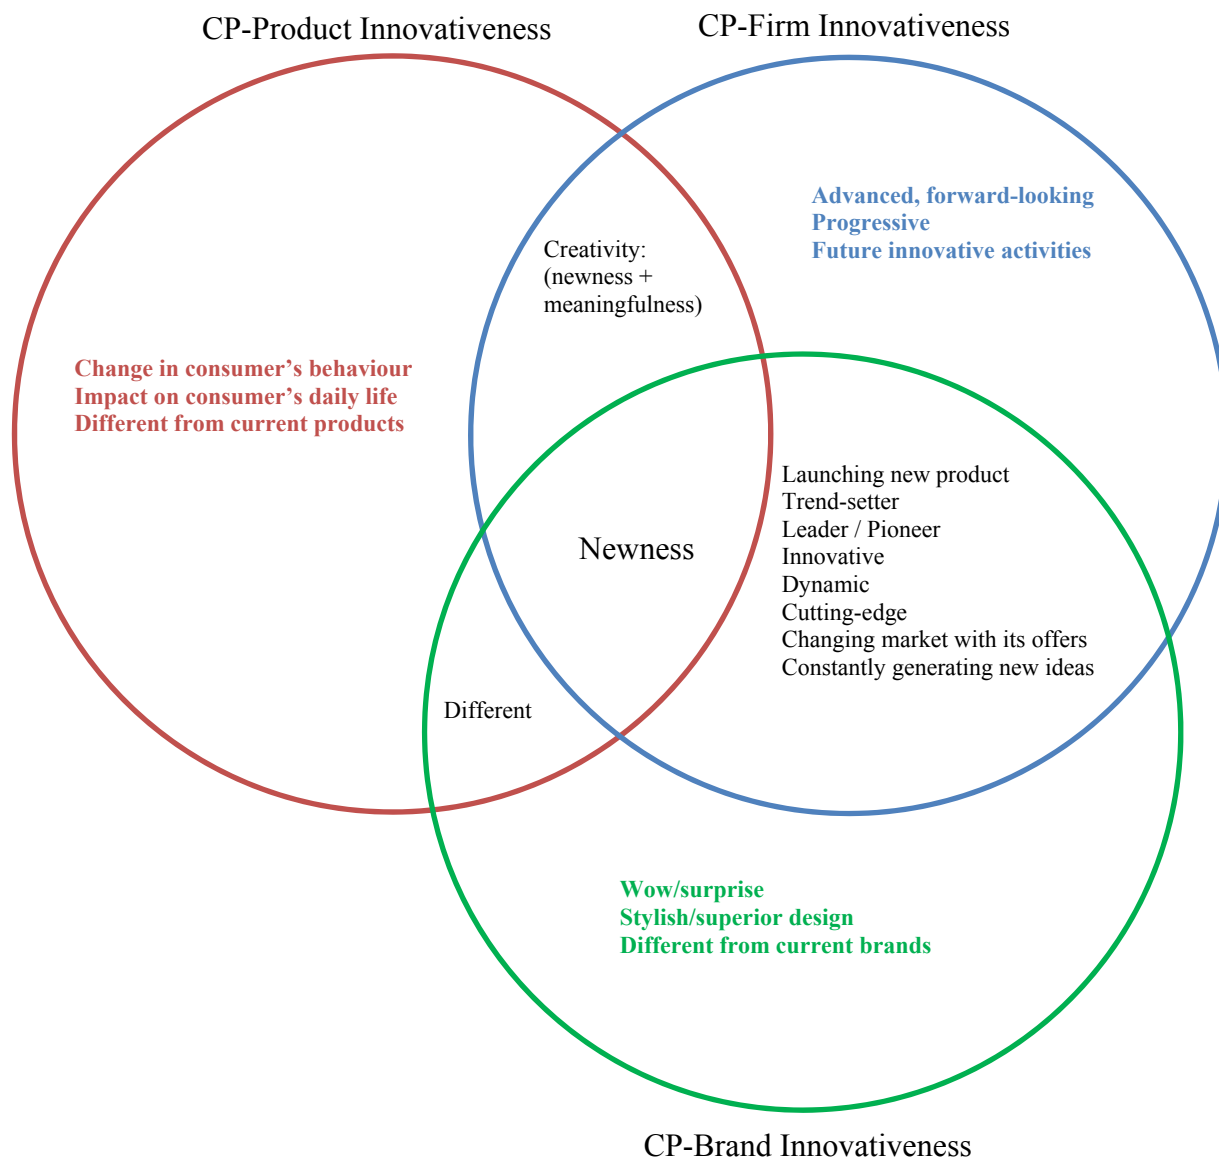 CP-Product Innovativeness
CP-Firm Innovativeness
Advanced, forward-looking
Progressive
Future innovative activities
Creativity:
(newness +
meaningfulness)
Change in consumer’s behaviour
Impact on consumer’s daily life
Different from current products
Launching new product
Trend-setter
Leader / Pioneer
Innovative
Dynamic
Cutting-edge
Changing market with its offers
Constantly generating new ideas
Newness
Different
Wow/surprise
Stylish/superior design
Different from current brands
CP-Brand Innovativeness